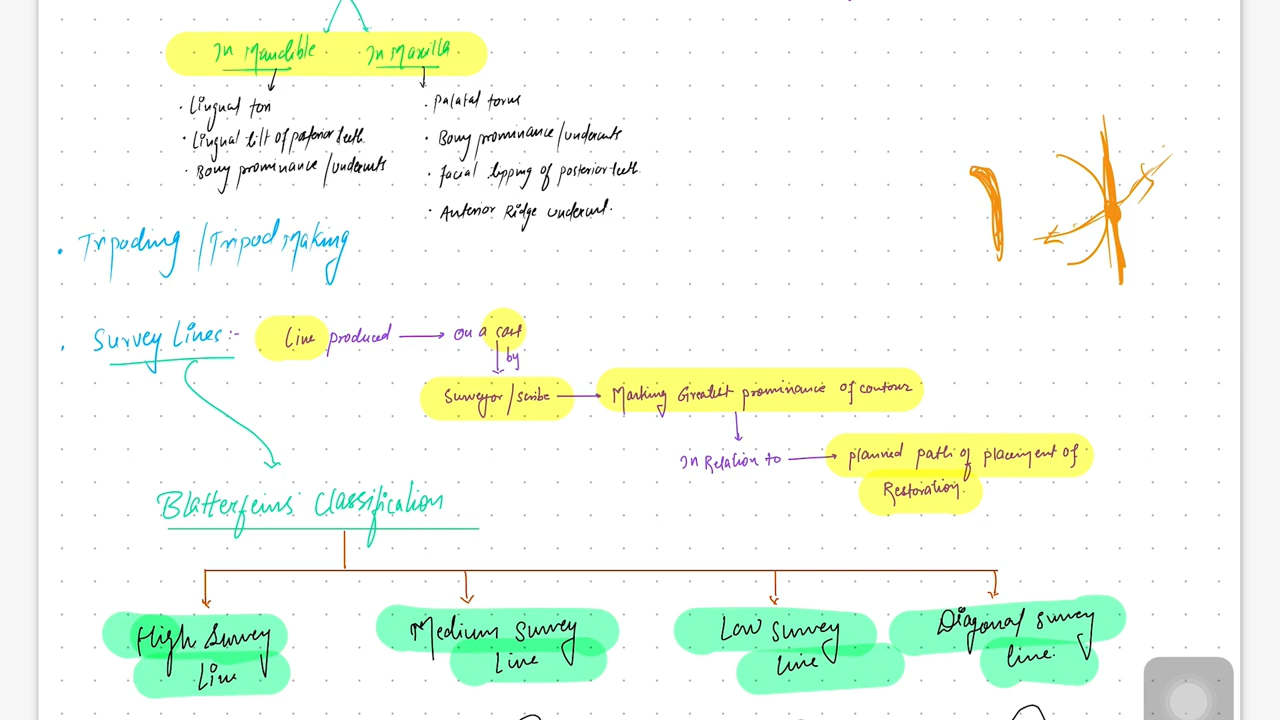 In Mandible
In Maxilla
· Lingual tori
· Lingual tilt of posterior teeth
· Bony prominance/undercuts
· Palatal torus
· Bony prominance/undercuts
· Facial tipping of posterior teeth.
· Anterior Ridge undercut.
· Tripoding /Tripod Making
· Survey Lines:- Line produced → on a cast
by
Surveyor/scribe → Marking Greatest prominance of contour
In Relation to → planned path of placement of
Restoration.
Blatterfeins Classification
High Survey
Line
Medium Survey
Line
Low Survey
Line
Diagonal Survey
line.